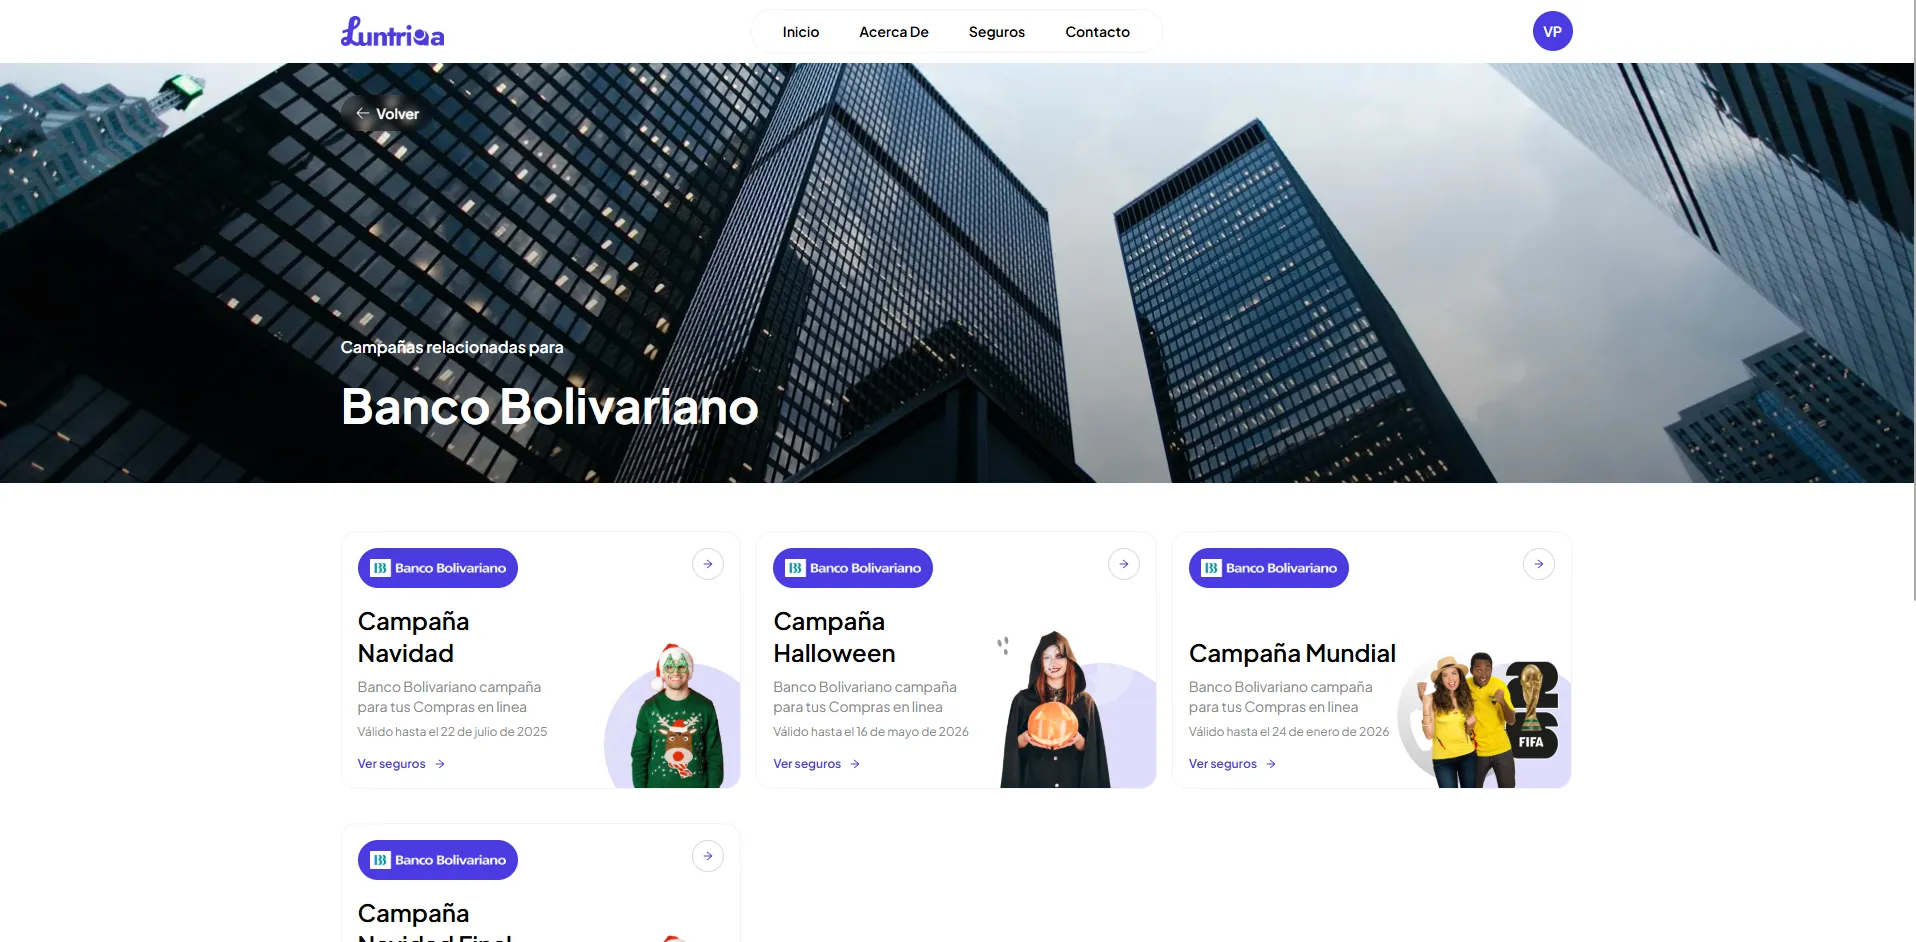 Luntria
Inicio
Acerca De
Seguros
Contacto
VP
← Volver
Campañas relacionadas para
Banco Bolivariano
Banco Bolivariano
Campaña
Navidad
Banco Bolivariano campaña
para tus Compras en linea
Válido hasta el 22 de julio de 2025
Ver seguros →
Banco Bolivariano
Campaña
Halloween
Banco Bolivariano campaña
para tus Compras en linea
Válido hasta el 16 de mayo de 2026
Ver seguros →
Banco Bolivariano
Campaña Mundial
Banco Bolivariano campaña
para tus Compras en linea
Válido hasta el 24 de enero de 2026
Ver seguros →
26
FIFA
Banco Bolivariano
Campaña
Navidad Final